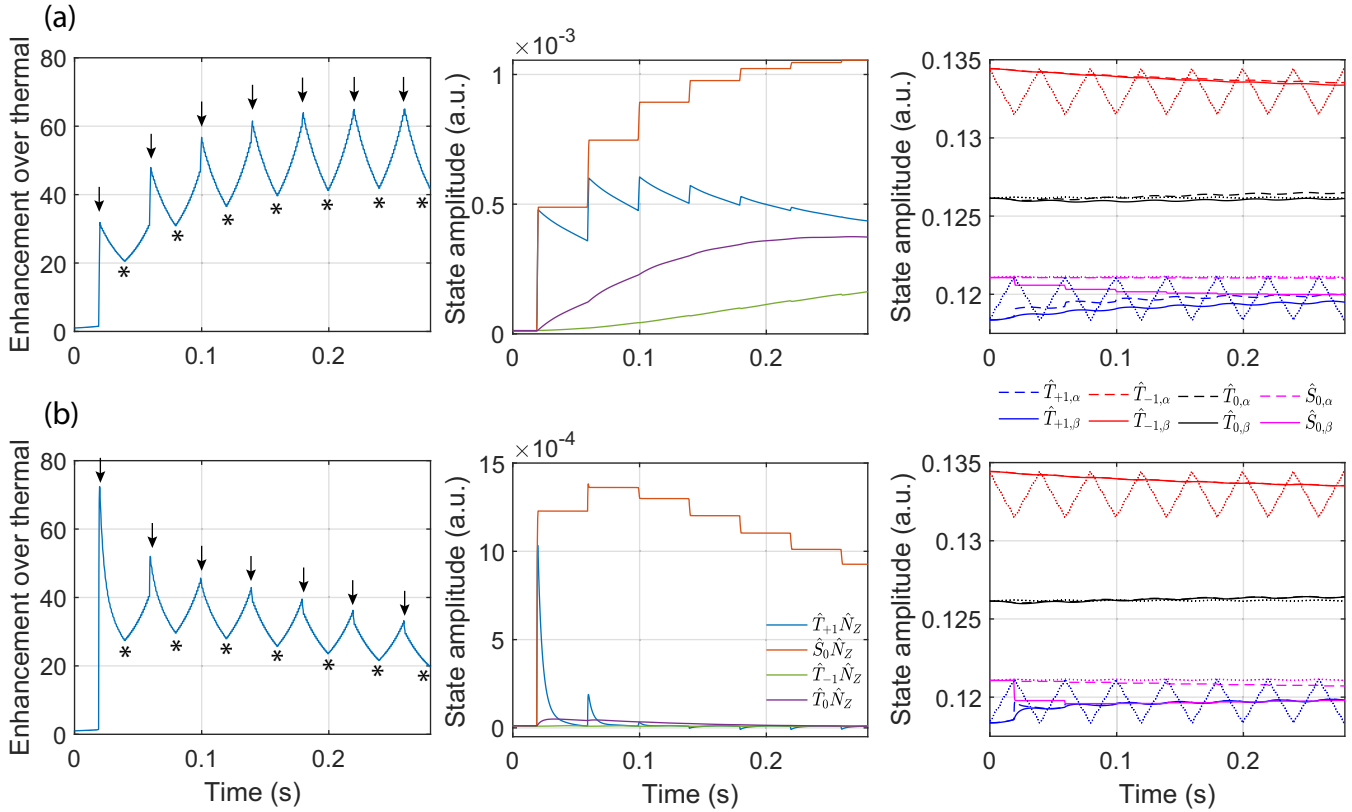 (a)
Enhancement over thermal
80
60
40
20
0
0
0.1
0.2
* * * * * * *
×10⁻³
State amplitude (a.u.)
1
0.5
0
0
0.1
0.2
State amplitude (a.u.)
0.135
0.13
0.125
0.12
0
0.1
0.2
T̂₊₁,α T̂₋₁,α T̂₀,α Ŝ₀,α
T̂₊₁,β T̂₋₁,β T̂₀,β Ŝ₀,β
(b)
Enhancement over thermal
80
60
40
20
0
* * * * * * *
0
0.1
0.2
Time (s)
×10⁻⁴
State amplitude (a.u.)
15
10
5
0
T̂₊₁N̂_Z
Ŝ₀N̂_Z
T̂₋₁N̂_Z
T̂₀N̂_Z
0
0.1
0.2
Time (s)
State amplitude (a.u.)
0.135
0.13
0.125
0.12
0
0.1
0.2
Time (s)